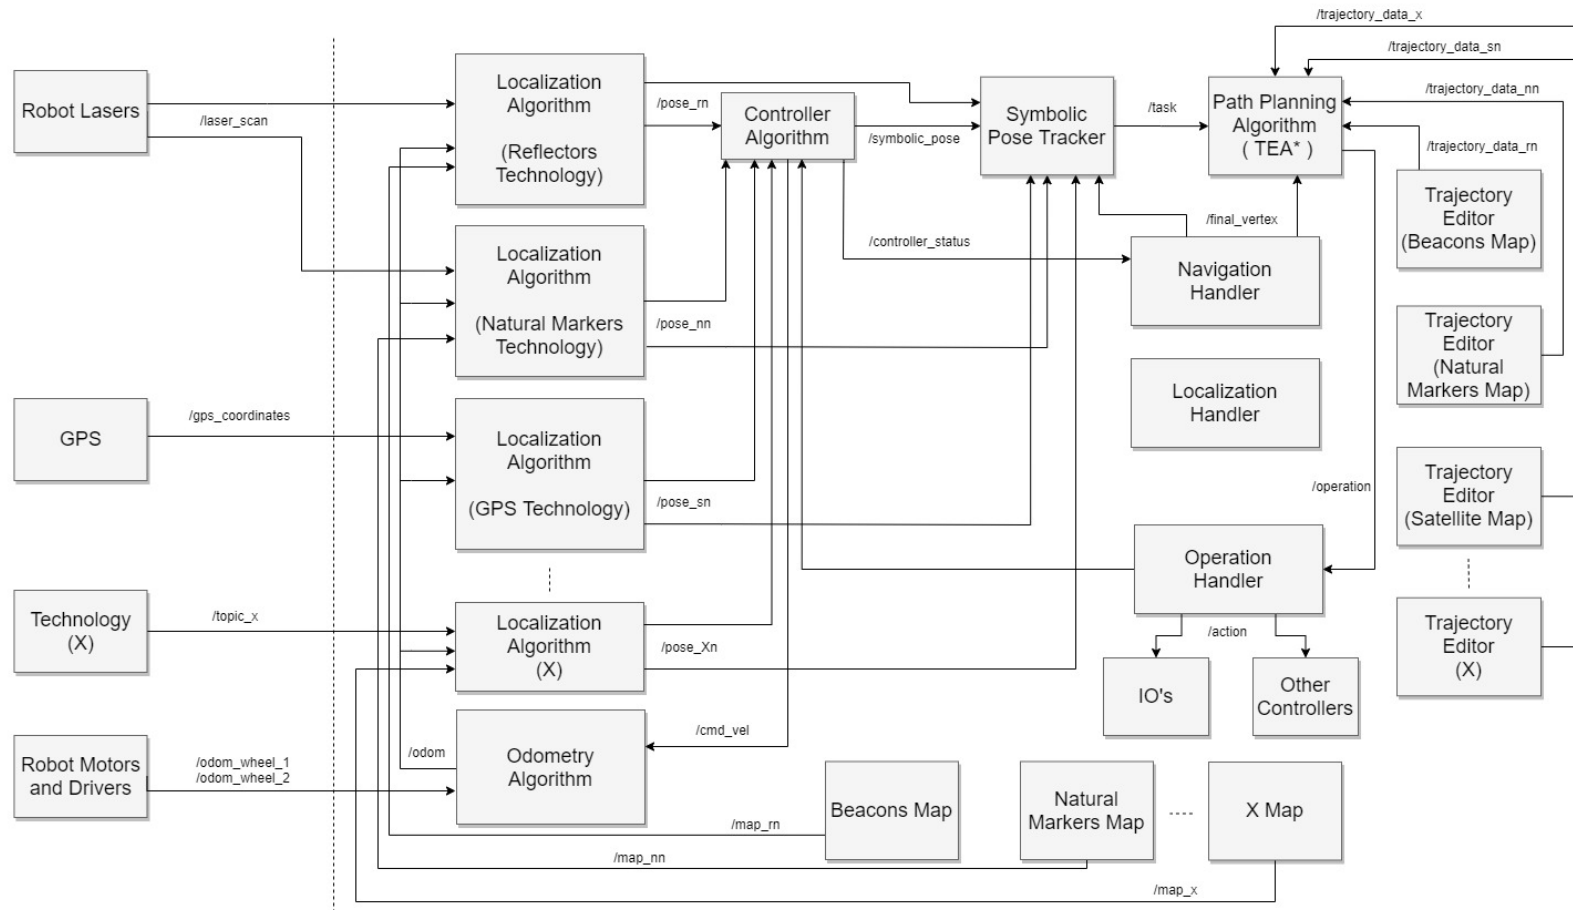 /trajectory_data_x
/trajectory_data_sn
/trajectory_data_nn
/trajectory_data_rn
Robot Lasers
/laser_scan
Localization
Algorithm
(Reflectors
Technology)
/pose_rn
Controller
Algorithm
/symbolic_pose
Symbolic
Pose Tracker
/task
Path Planning
Algorithm
( TEA* )
Trajectory
Editor
(Beacons Map)
Localization
Algorithm
(Natural Markers
Technology)
/pose_nn
/controller_status
/final_vertex
Navigation
Handler
Trajectory
Editor
(Natural
Markers Map)
Localization
Handler
GPS
/gps_coordinates
Localization
Algorithm
(GPS Technology)
/pose_sn
/operation
Trajectory
Editor
(Satellite Map)
Operation
Handler
Technology
(X)
/topic_x
Localization
Algorithm
(X)
/pose_Xn
/action
IO's
Other
Controllers
Trajectory
Editor
(X)
Robot Motors
and Drivers
/odom_wheel_1
/odom_wheel_2
/odom
Odometry
Algorithm
/cmd_vel
Beacons Map
Natural
Markers Map
X Map
/map_rn
/map_nn
/map_x